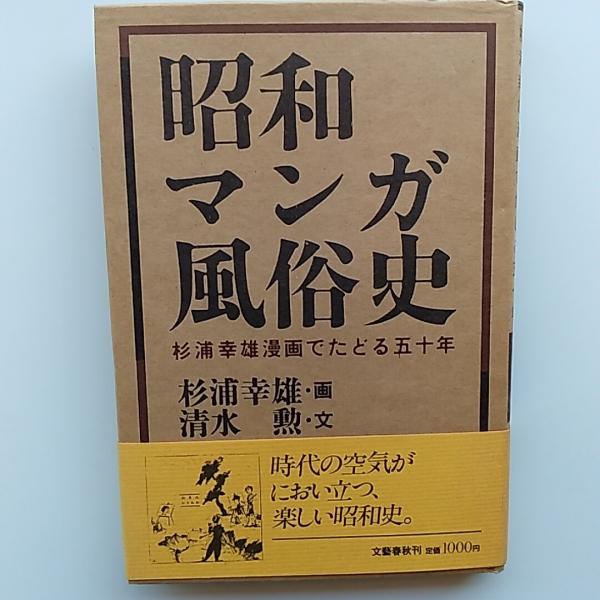 昭和
マンガ
風俗史
杉浦幸雄漫画でたどる五十年
杉浦幸雄・画
清水 勲・文
時代の空気が
におい立つ、
楽しい昭和史。
文藝春秋刊 定価1000円